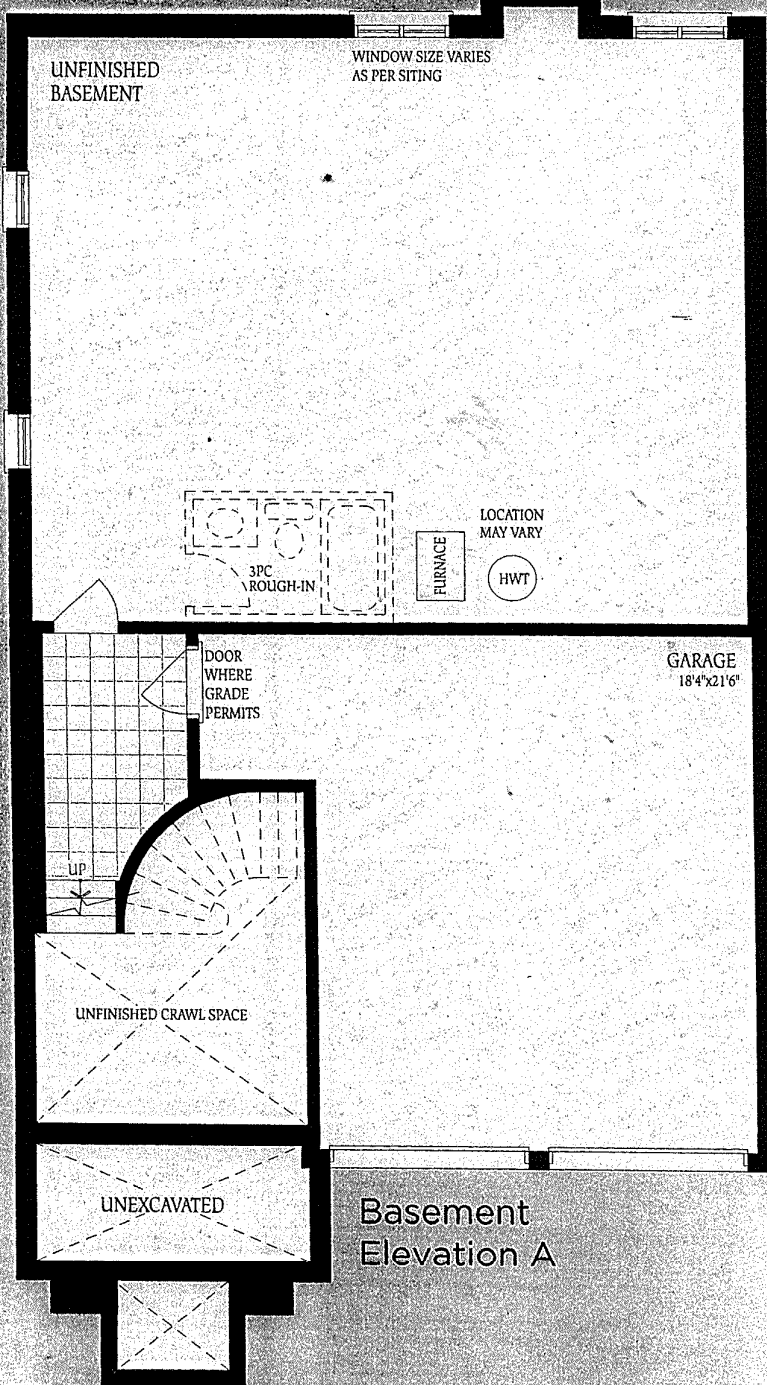 UNFINISHED
BASEMENT
WINDOW SIZE VARIES
AS PER SITING
LOCATION
MAY VARY
FURNACE
HWT
3PC
ROUGH-IN
DOOR
WHERE
GRADE
PERMITS
GARAGE
18'4"x21'6"
UP
UNFINISHED CRAWL SPACE
UNEXCAVATED
Basement
Elevation A